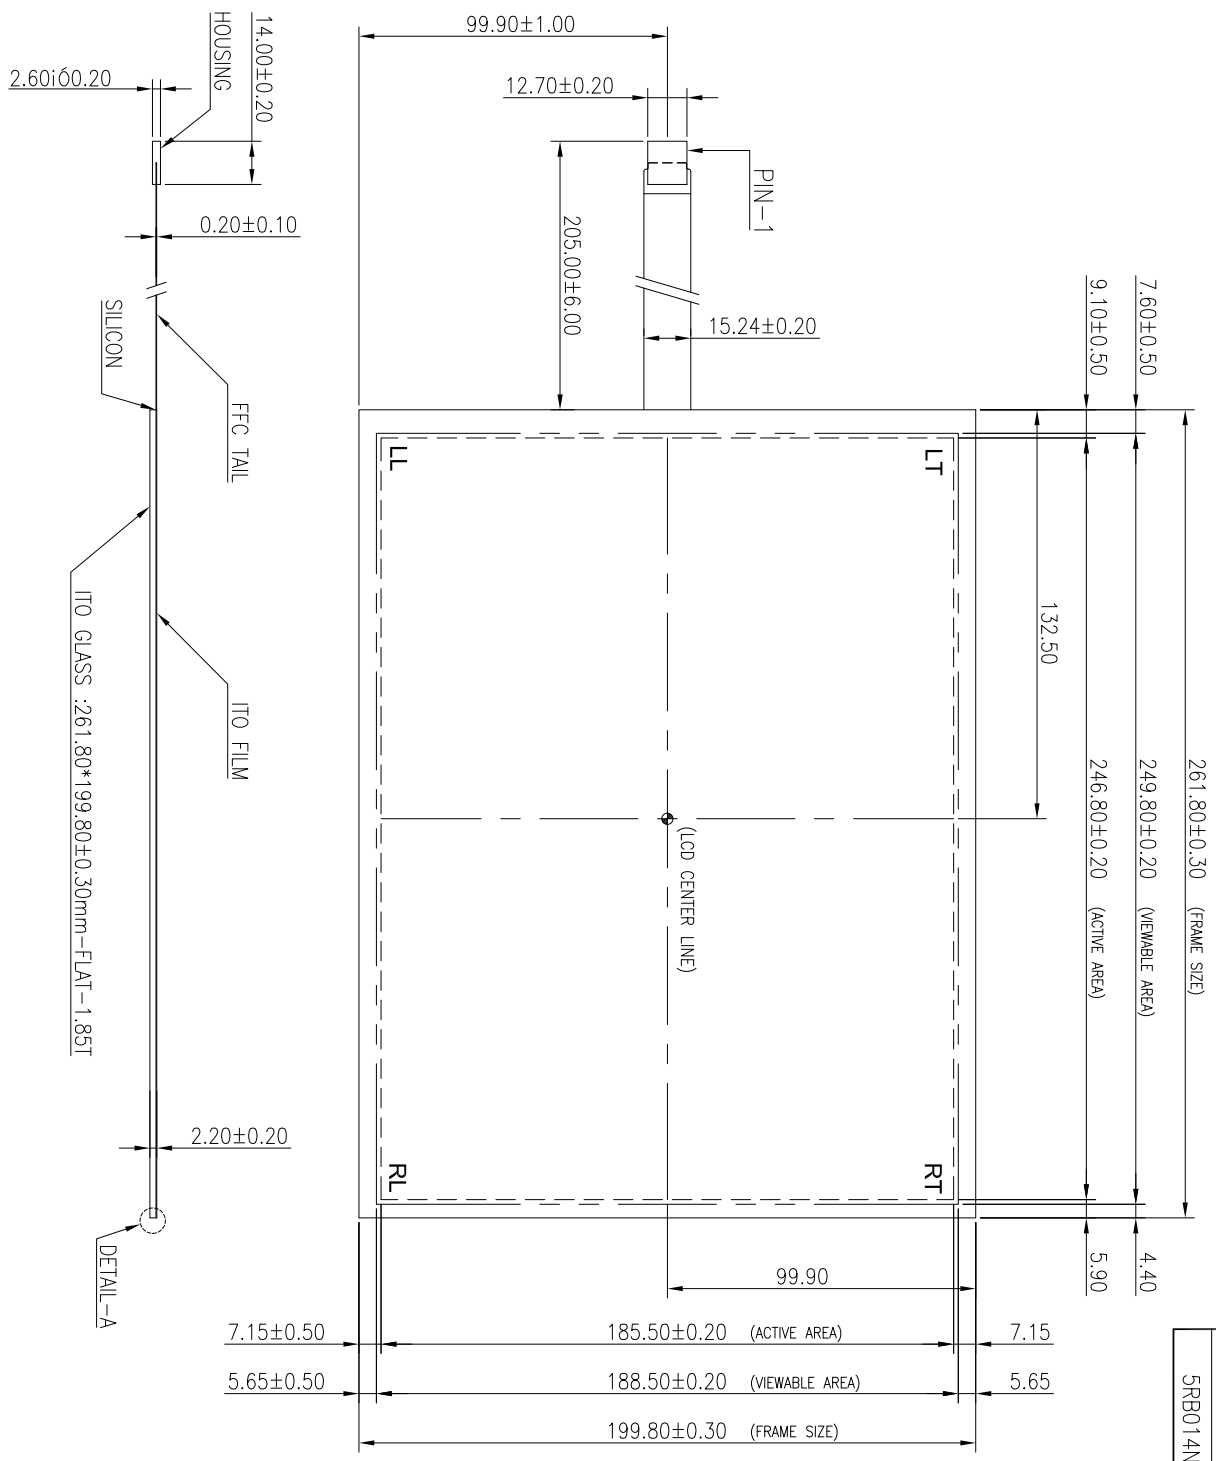 99.90±1.00
14.00±0.20
HOUSING
2.60ió0.20
12.70±0.20
PIN-1
0.20±0.10
205.00±6.00
15.24±0.20
7.60±0.50
9.10±0.50
SILICON
FFC TAIL
LL
LT
132.50
261.80±0.30 (FRAME SIZE)
249.80±0.20 (VIEWABLE AREA)
246.80±0.20 (ACTIVE AREA)
(LCD CENTER LINE)
ITO FILM
ITO GLASS :261.80*199.80±0.30mm-FLAT-1.85T
2.20±0.20
RL
RT
DETAIL-A
4.40
5.90
99.90
7.15±0.50
185.50±0.20 (ACTIVE AREA)
7.15
5.65±0.50
188.50±0.20 (VIEWABLE AREA)
5.65
199.80±0.30 (FRAME SIZE)
5RB014N